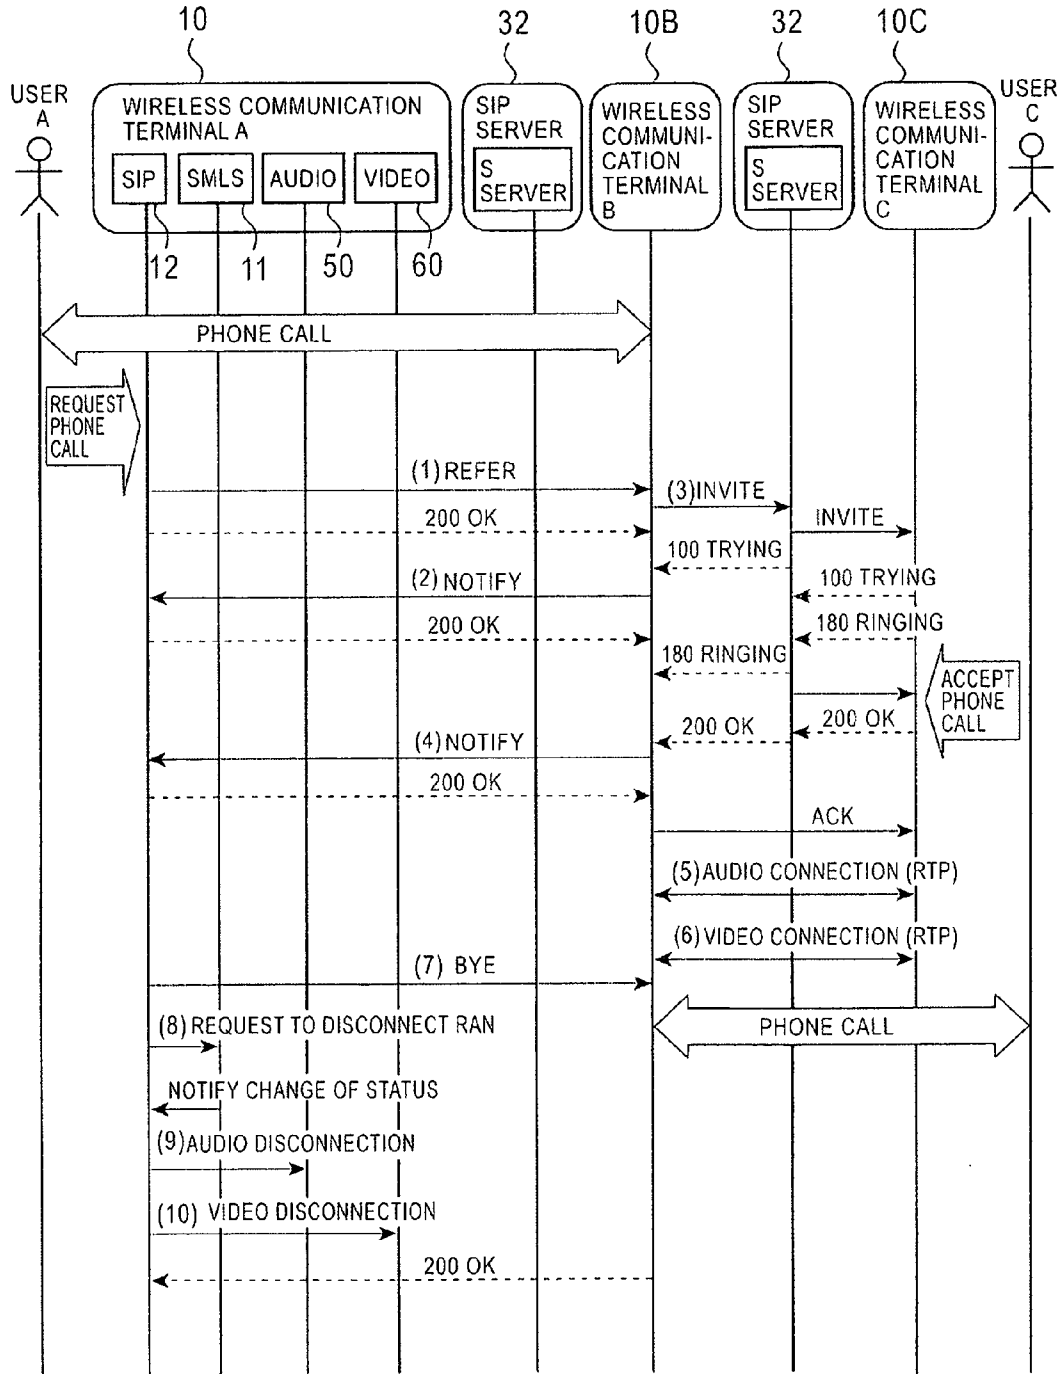 10
32
10B
32
10C
USER
A
WIRELESS COMMUNICATION
TERMINAL A
SIP
SMLS
AUDIO
VIDEO
12
11
50
60
SIP
SERVER
S
SERVER
WIRELESS
COMMUNI-
CATION
TERMINAL
B
SIP
SERVER
S
SERVER
WIRELESS
COMMUNI-
CATION
TERMINAL
C
USER
C
PHONE CALL
REQUEST
PHONE
CALL
(1) REFER
(3) INVITE
200 OK
INVITE
100 TRYING
(2) NOTIFY
100 TRYING
200 OK
180 RINGING
180 RINGING
ACCEPT
PHONE
CALL
200 OK
200 OK
(4) NOTIFY
200 OK
ACK
(5) AUDIO CONNECTION (RTP)
(6) VIDEO CONNECTION (RTP)
(7) BYE
PHONE CALL
(8) REQUEST TO DISCONNECT RAN
NOTIFY CHANGE OF STATUS
(9) AUDIO DISCONNECTION
(10) VIDEO DISCONNECTION
200 OK